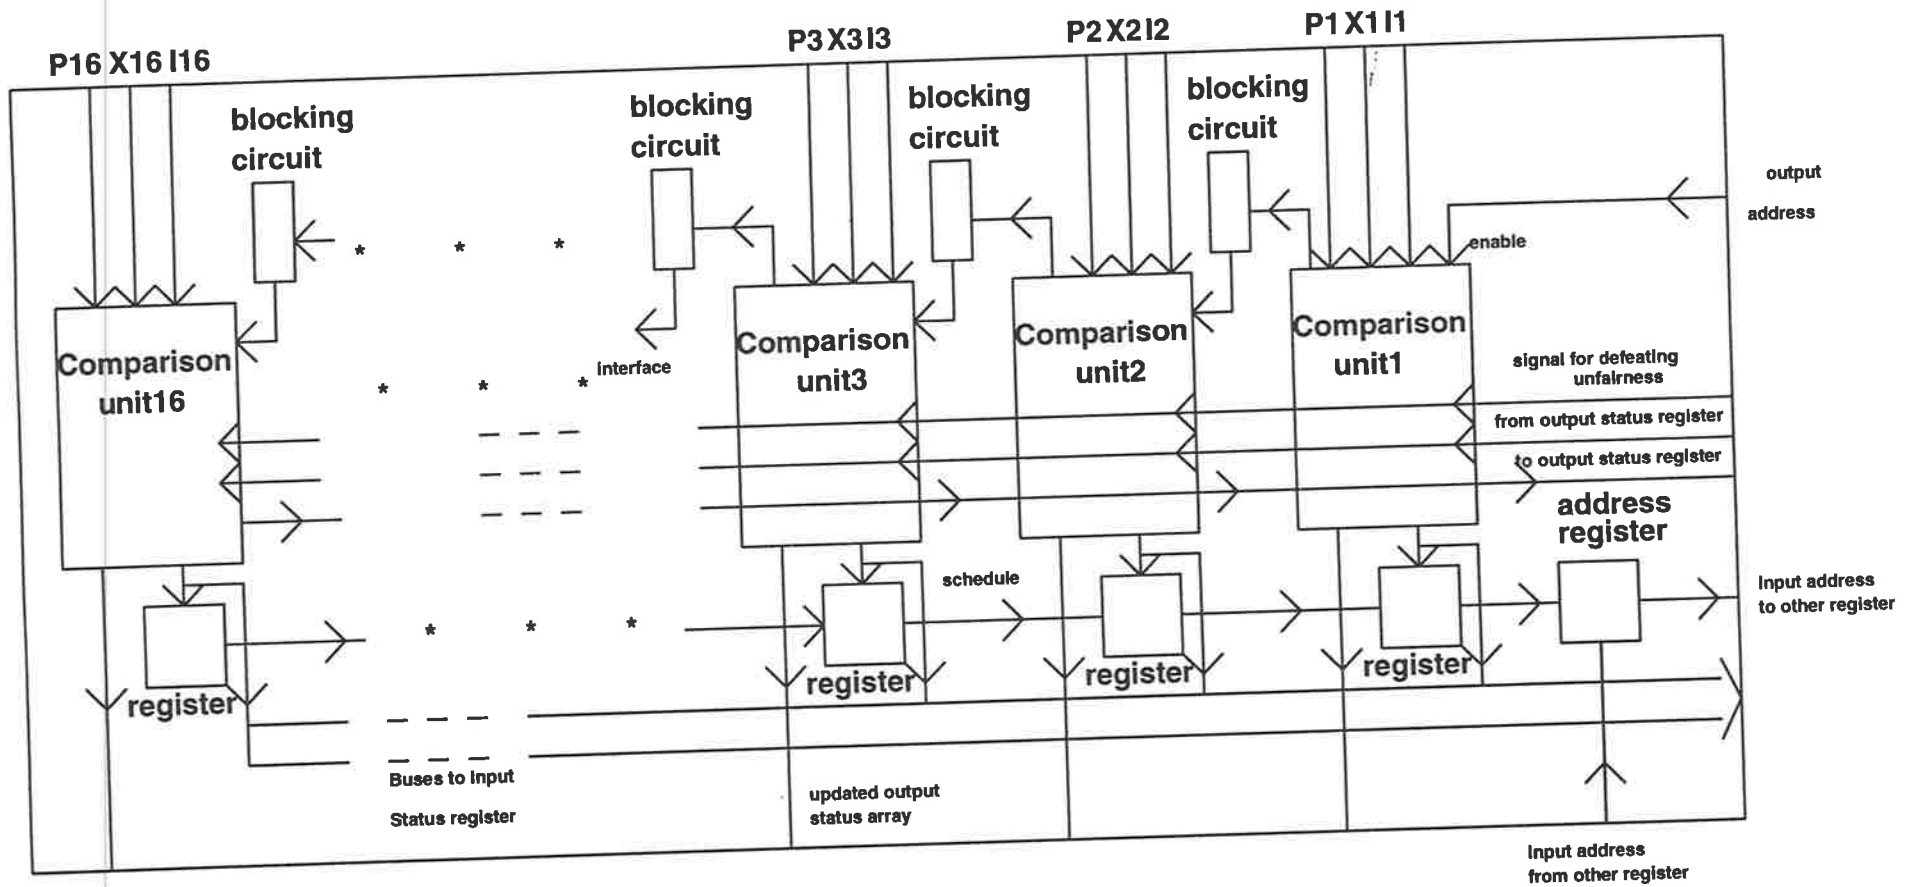 P16 X16 I16
P3 X3 I3
P2 X2 I2
P1 X1 I1
blocking
circuit
blocking
circuit
blocking
circuit
blocking
circuit
output
address
enable
* * *
Comparison
unit16
* * *
interface
Comparison
unit3
Comparison
unit2
Comparison
unit1
signal for defeating
unfairness
from output status register
to output status register
address
register
schedule
Input address
to other register
* * *
register
register
register
register
Buses to input
Status register
updated output
status array
Input address
from other register